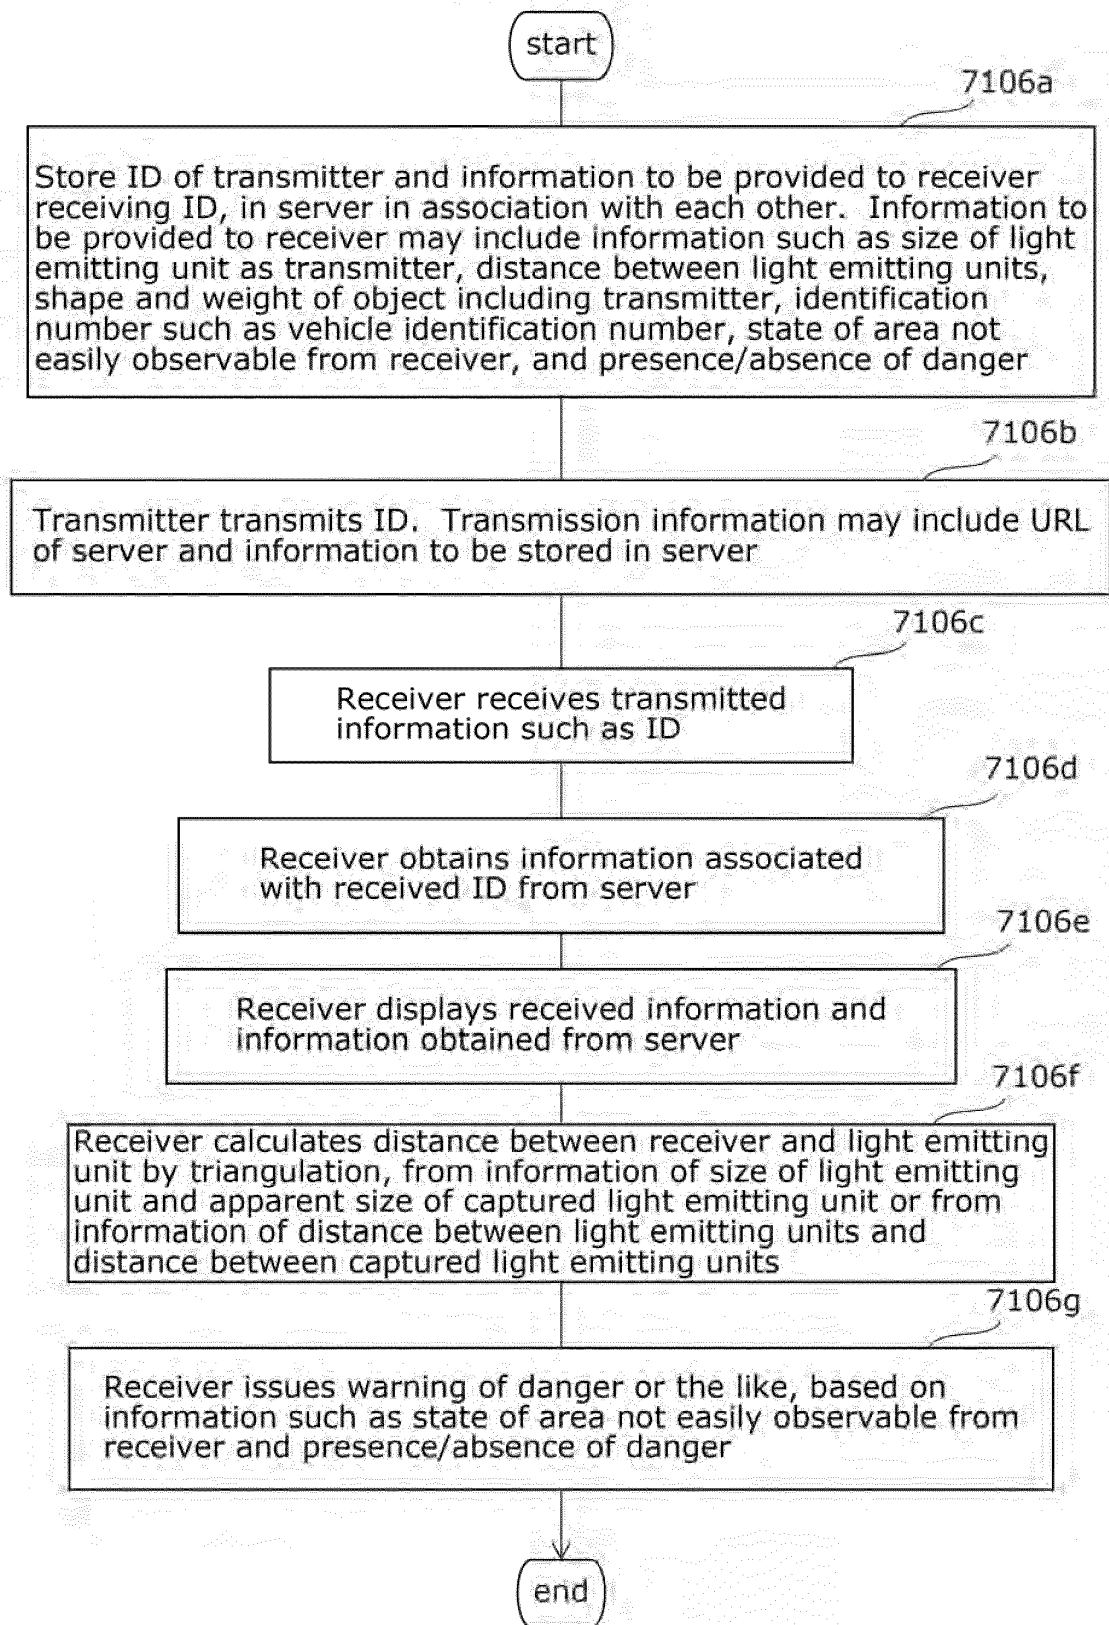 start
7106a
Store ID of transmitter and information to be provided to receiver
receiving ID, in server in association with each other.  Information to
be provided to receiver may include information such as size of light
emitting unit as transmitter, distance between light emitting units,
shape and weight of object including transmitter, identification
number such as vehicle identification number, state of area not
easily observable from receiver, and presence/absence of danger
7106b
Transmitter transmits ID.  Transmission information may include URL
of server and information to be stored in server
7106c
Receiver receives transmitted
information such as ID
7106d
Receiver obtains information associated
with received ID from server
7106e
Receiver displays received information and
information obtained from server
7106f
Receiver calculates distance between receiver and light emitting
unit by triangulation, from information of size of light emitting
unit and apparent size of captured light emitting unit or from
information of distance between light emitting units and
distance between captured light emitting units
7106g
Receiver issues warning of danger or the like, based on
information such as state of area not easily observable from
receiver and presence/absence of danger
end